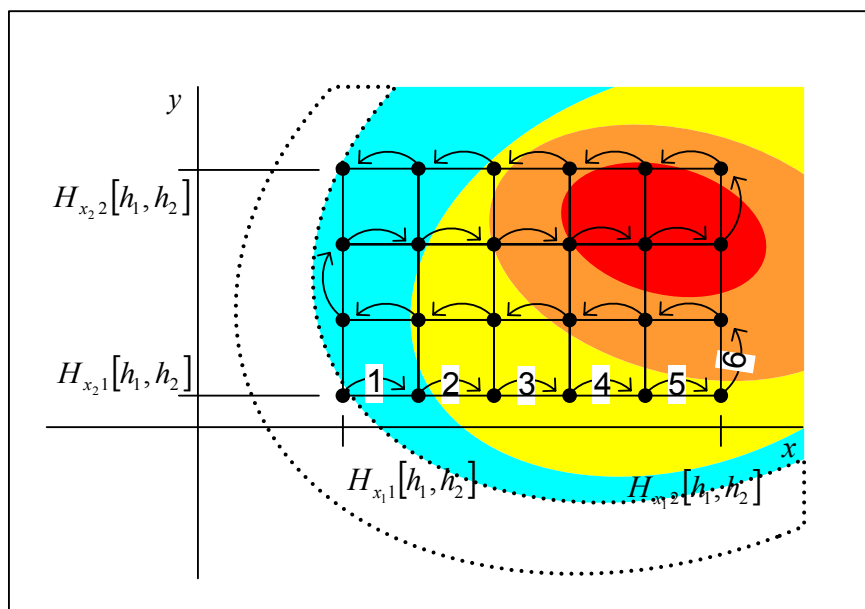 y
H_{x_2 2}[h_1, h_2]
H_{x_2 1}[h_1, h_2]
1 2 3 4 5 6
x
H_{x_1 1}[h_1, h_2]
H_{x_1 2}[h_1, h_2]